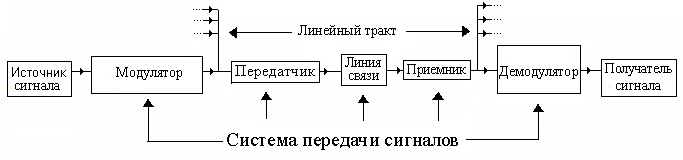 Линейный тракт
Источник
сигнала
Модулятор
Передатчик
Линия
связи
Приемник
Демодулятор
Получатель
сигнала
Система передачи сигналов